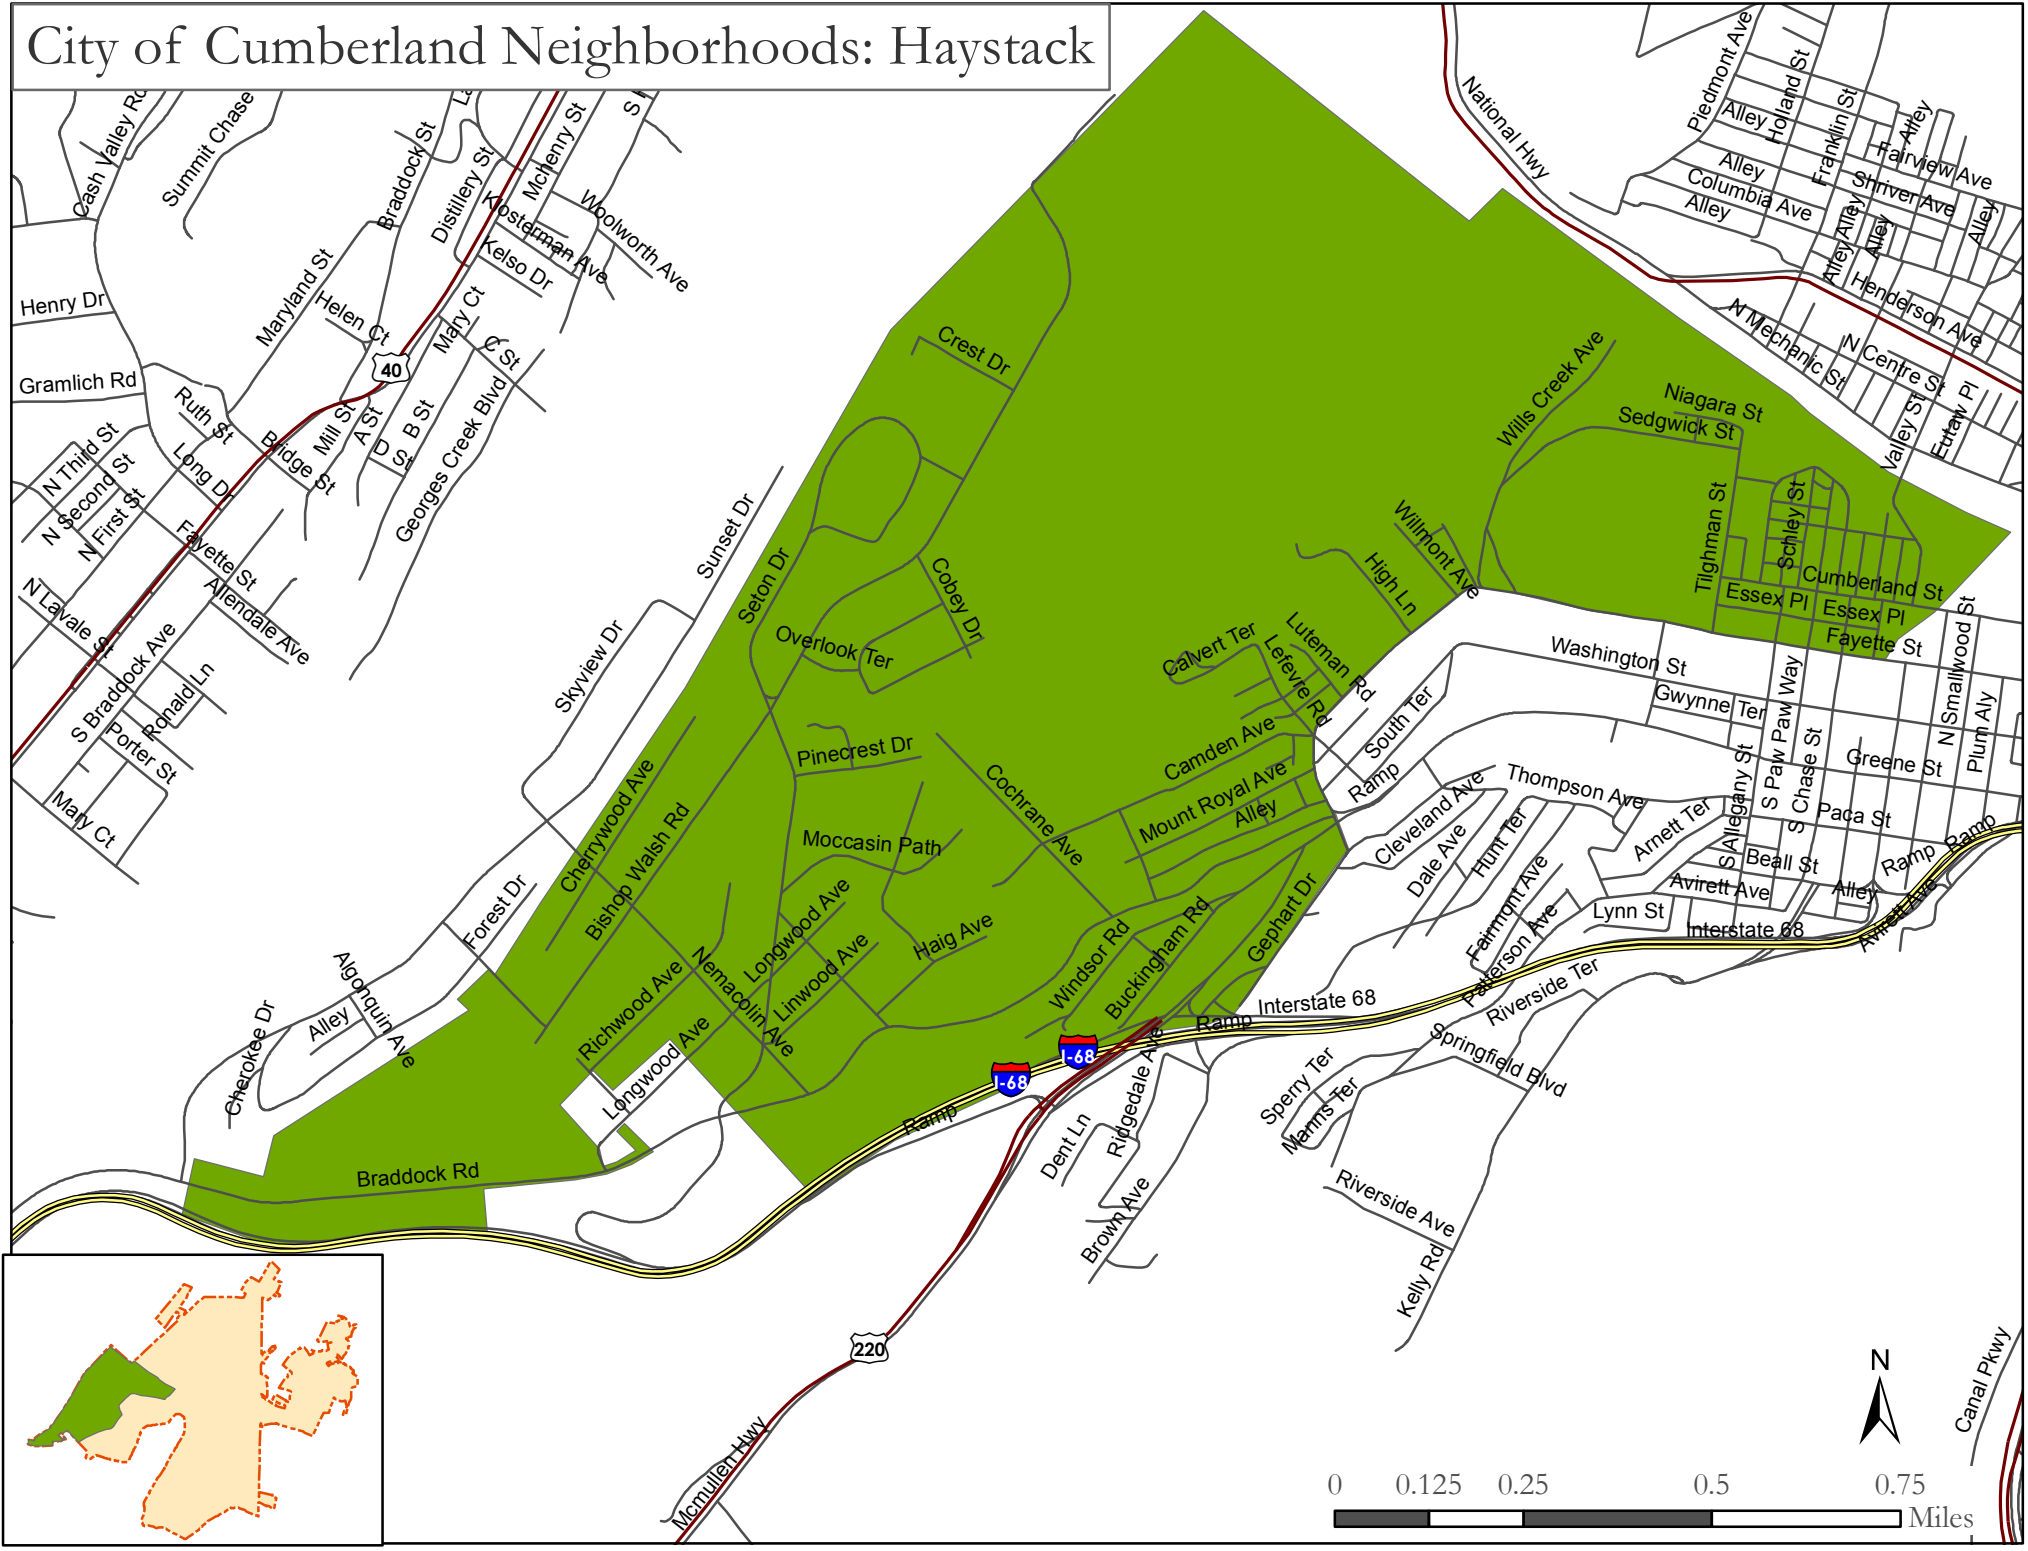 City of Cumberland Neighborhoods: Haystack
Cash Valley Rd
Summit Chase
Braddock St
Distillery St
Mchenry St
Klosterman Ave
Woolworth Ave
Kelso Dr
National Hwy
Piedmont Ave
Holland St
Franklin St
Alley
Alley
Fairview Ave
Alley
Columbia Ave
Shriver Ave
Alley
Alley
Alley
Alley
Alley
Henderson Ave
N Mechanic St
N Centre St
Valley St
Eutaw Pl
Henry Dr
Maryland St
Helen Ct
Mary Ct
C St
40
Gramlich Rd
Ruth St
Mill St
A St
B St
D St
Georges Creek Blvd
Bridge St
Long Dr
N Third St
N Second St
N First St
Fayette St
Allendale Ave
N Lavale St
S Braddock Ave
Ronald Ln
Porter St
Mary Ct
Crest Dr
Wills Creek Ave
Niagara St
Sedgwick St
Tilghman St
Schley St
Cumberland St
Essex Pl
Essex Pl
Fayette St
Willmont Ave
High Ln
Sunset Dr
Seton Dr
Cobey Dr
Overlook Ter
Skyview Dr
Calvert Ter
Luteman Rd
Lefevre Rd
South Ter
Washington St
Gwynne Ter
N Smallwood St
Plum Aly
Greene St
S Paw Paw Way
S Chase St
S Allegany St
Paca St
Pinecrest Dr
Camden Ave
Mount Royal Ave
Alley
Ramp
Cleveland Ave
Thompson Ave
Arnett Ter
Dale Ave
Hunt Ter
Fairmont Ave
Beall St
Avirett Ave
Alley
Ramp
Ramp
Avirett Ave
Lynn St
Interstate 68
Patterson Ave
Cochrane Ave
Moccasin Path
Cherrywood Ave
Bishop Walsh Rd
Forest Dr
Longwood Ave
Linwood Ave
Haig Ave
Windsor Rd
Buckingham Rd
Gephart Dr
Nemacolin Ave
Richwood Ave
Longwood Ave
Algonquin Ave
Alley
Cherokee Dr
Interstate 68
Ramp
Riverside Ter
Springfield Blvd
Sperry Ter
Manns Ter
I-68
I-68
Ramp
Ridgedale Ave
Dent Ln
Brown Ave
Braddock Rd
Riverside Ave
Kelly Rd
220
Mcmullen Hwy
Canal Pkwy
N
0 0.125 0.25 0.5 0.75
Miles